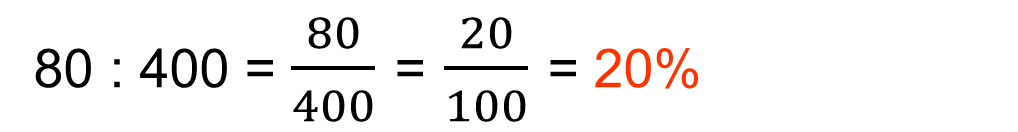 80 : 400 = 80/400 = 20/100 = 20%